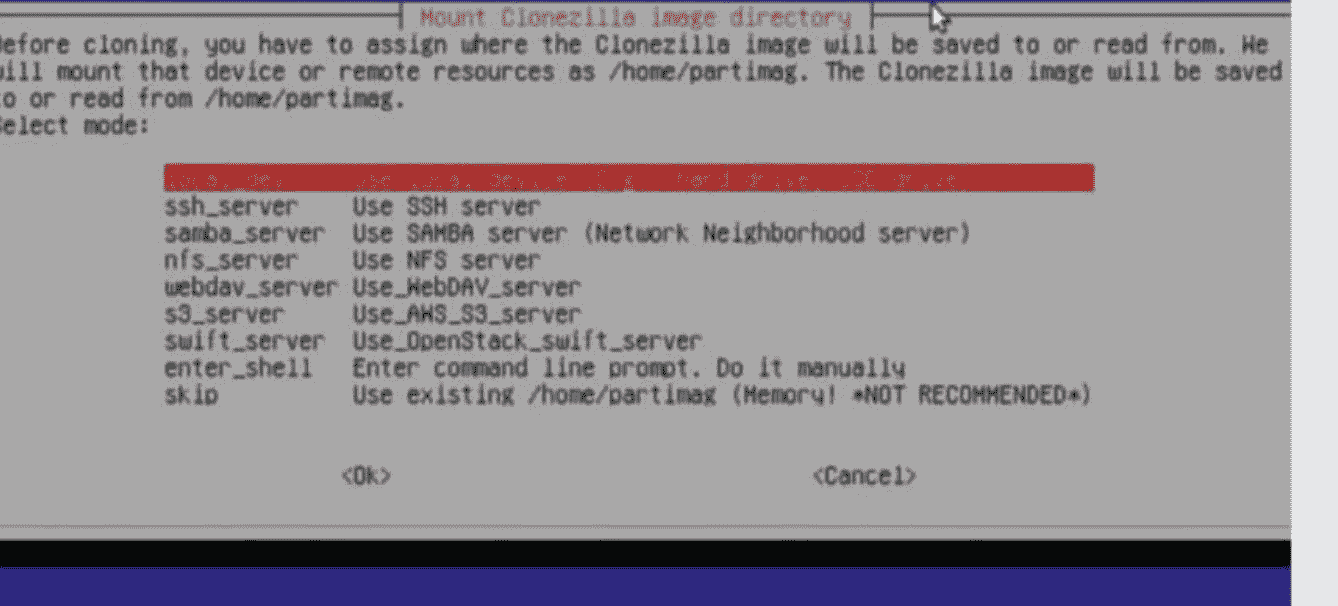 Mount Clonezilla image directory
Before cloning, you have to assign where the Clonezilla image will be saved to or read from. We
will mount that device or remote resources as /home/partimag. The Clonezilla image will be saved
to or read from /home/partimag.
Select mode:
ssh_server Use SSH server
samba_server Use SAMBA server (Network Neighborhood server)
nfs_server Use NFS server
webdav_server Use_WebDAV_server
s3_server Use_AWS_S3_server
swift_server Use_OpenStack_swift_server
enter_shell Enter command line prompt. Do it manually
skip Use existing /home/partimag (Memory! *NOT RECOMMENDED*)
<Ok> <Cancel>